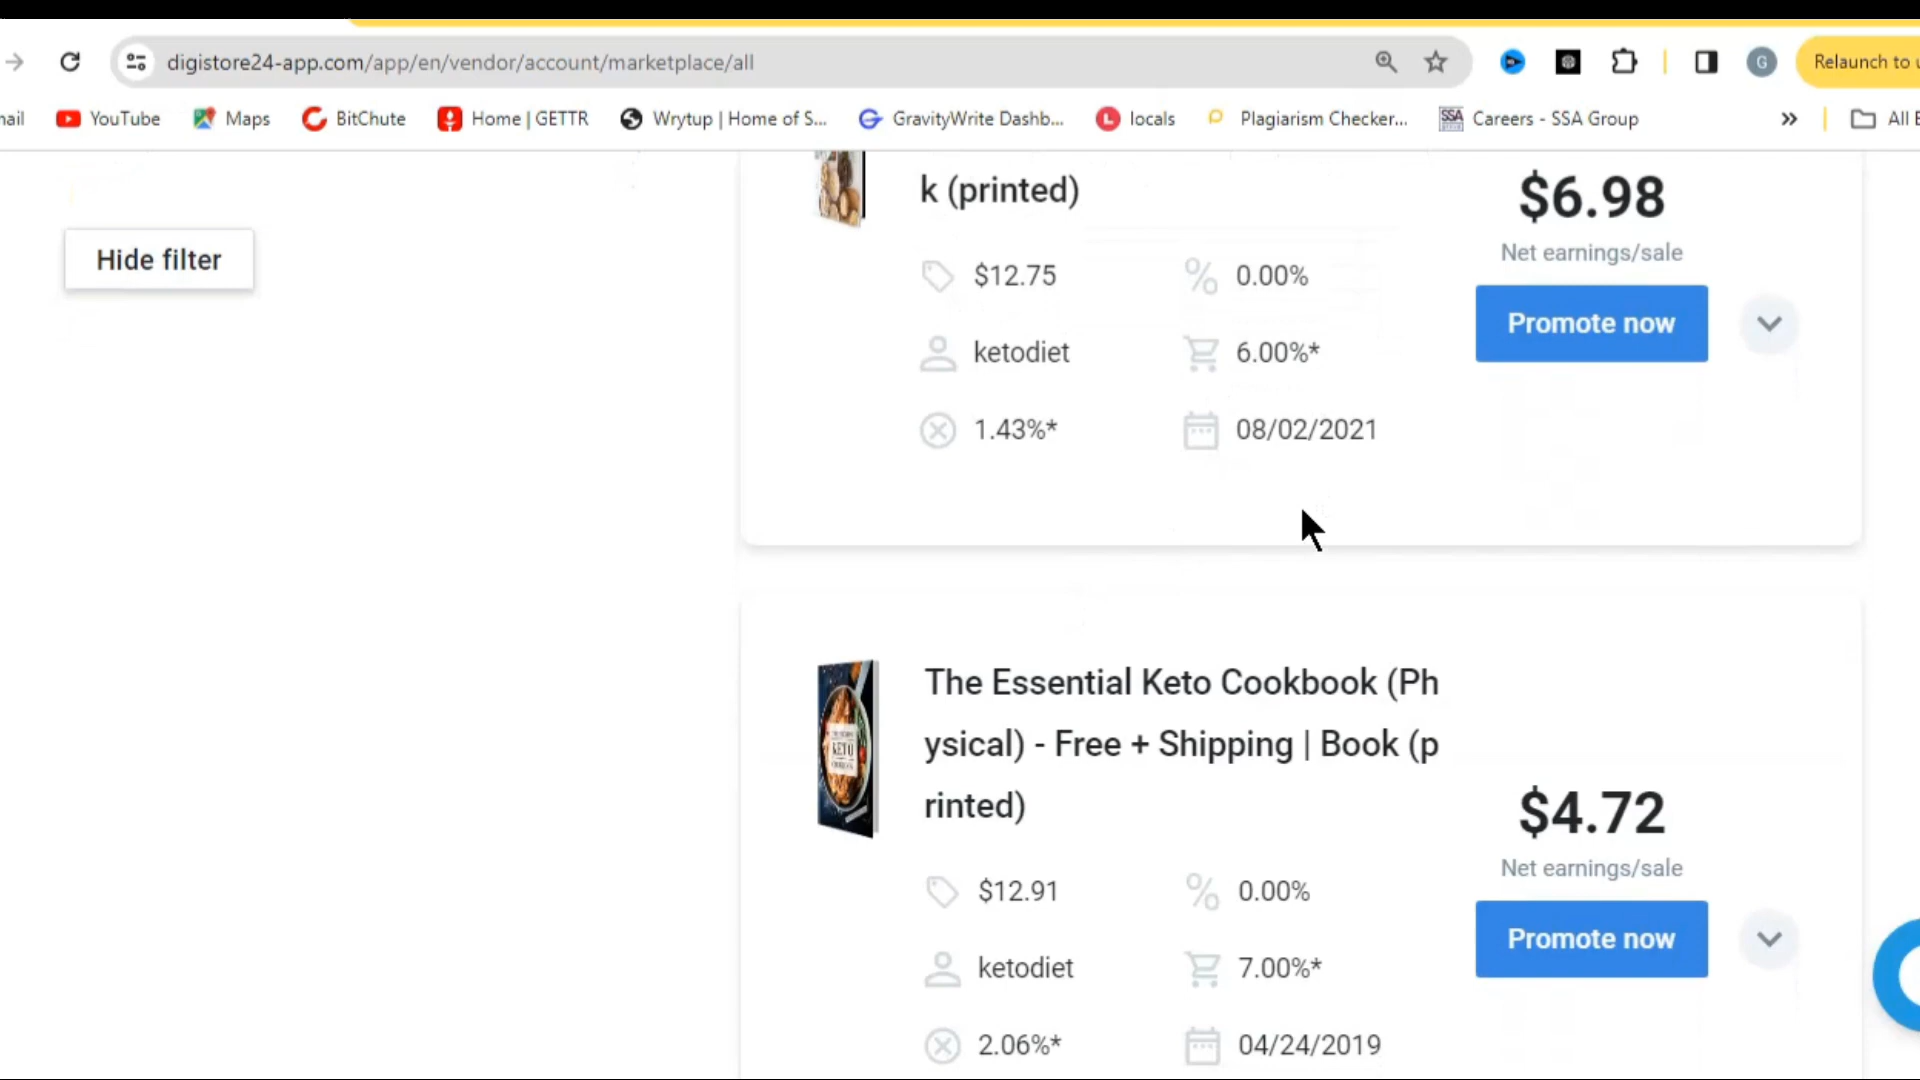 digistore24-app.com/app/en/vendor/account/marketplace/all
G
Relaunch to u
nail
YouTube
Maps
BitChute
Home | GETTR
Wrytup | Home of S...
GravityWrite Dashb...
locals
Plagiarism Checker...
SSA
Careers - SSA Group
All B
Hide filter
k (printed)
$6.98
Net earnings/sale
$12.75
0.00%
Promote now
ketodiet
6.00%*
1.43%*
08/02/2021
The Essential Keto Cookbook (Ph
ysical) - Free + Shipping | Book (p
rinted)
KETO
$4.72
Net earnings/sale
$12.91
0.00%
Promote now
ketodiet
7.00%*
2.06%*
04/24/2019